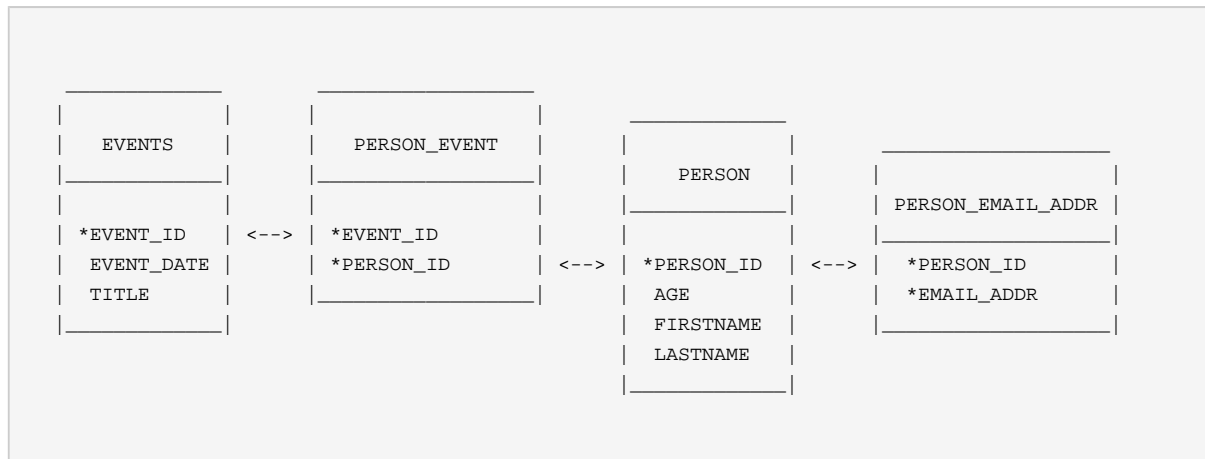 EVENTS
PERSON_EVENT
PERSON
PERSON_EMAIL_ADDR
*EVENT_ID <--> *EVENT_ID
EVENT_DATE *PERSON_ID <--> *PERSON_ID <--> *PERSON_ID
TITLE AGE *EMAIL_ADDR
FIRSTNAME
LASTNAME